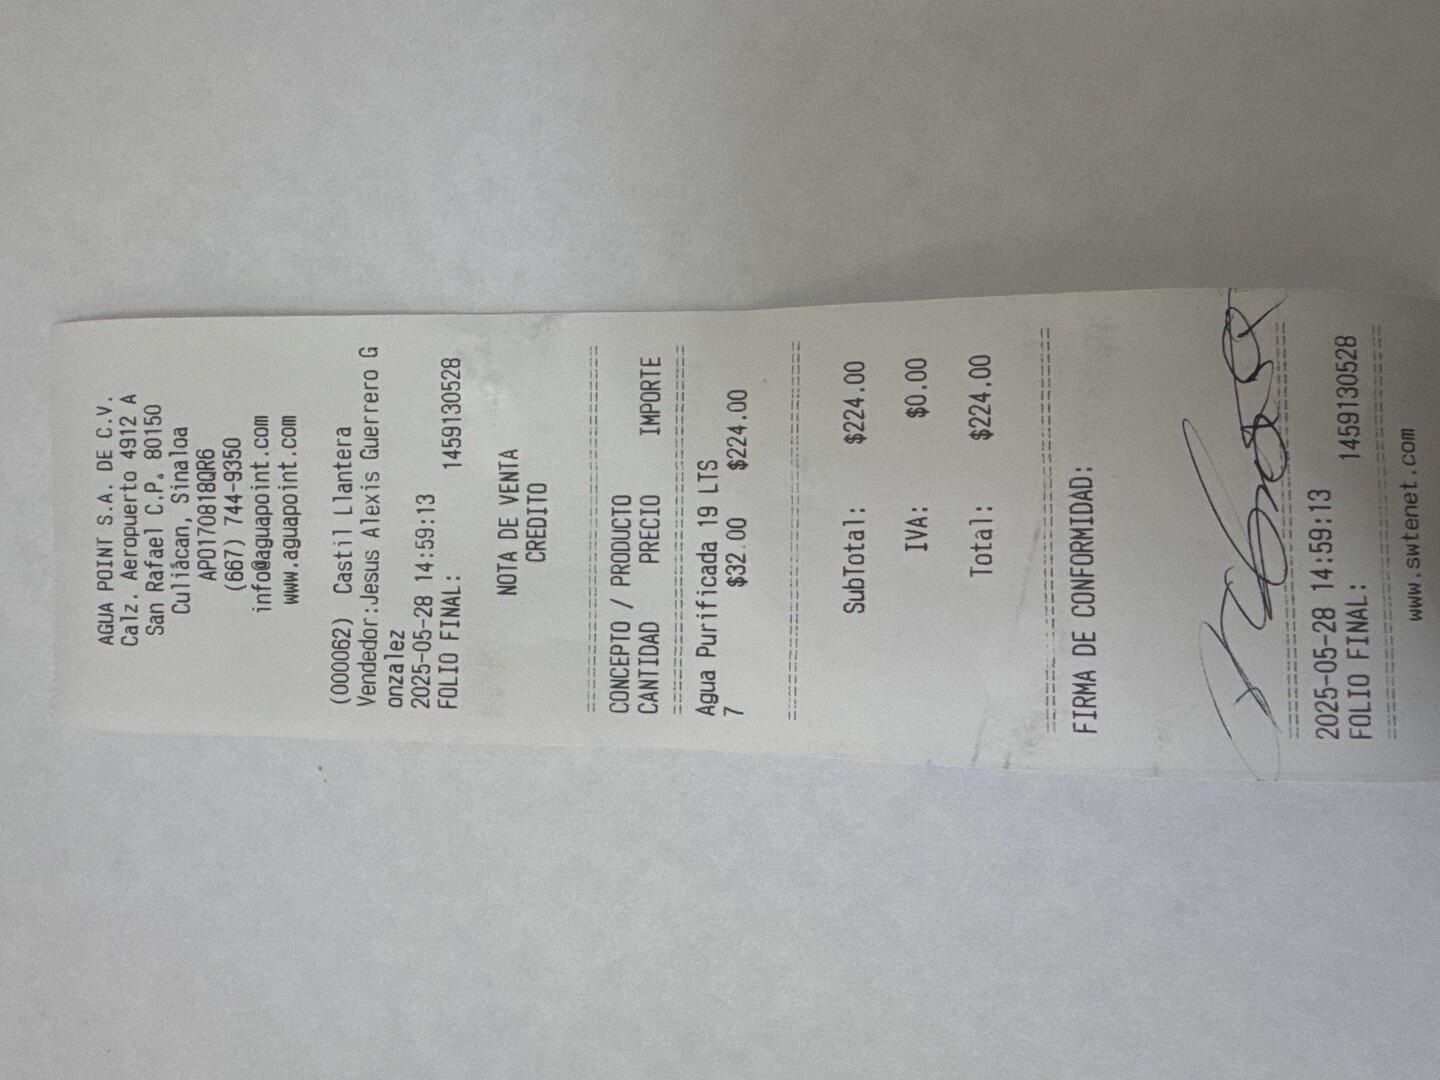 AGUA POINT S.A. DE C.V.
Calz. Aeropuerto 4912 A
San Rafael C.P. 80150
Culiacan, Sinaloa
APO170818QR6
(667) 744-9350
info@aguapoint.com
www.aguapoint.com
(000062) Castil Llantera
Vendedor:Jesus Alexis Guerrero G
onzalez
2025-05-28 14:59:13
FOLIO FINAL: 1459130528
NOTA DE VENTA
CREDITO
================================
CONCEPTO / PRODUCTO
CANTIDAD PRECIO IMPORTE
================================
Agua Purificada 19 LTS
7 $32.00 $224.00
================================
SubTotal: $224.00
IVA: $0.00
Total: $224.00
================================
FIRMA DE CONFORMIDAD:
================================
2025-05-28 14:59:13
FOLIO FINAL: 1459130528
================================
www.swtenet.com